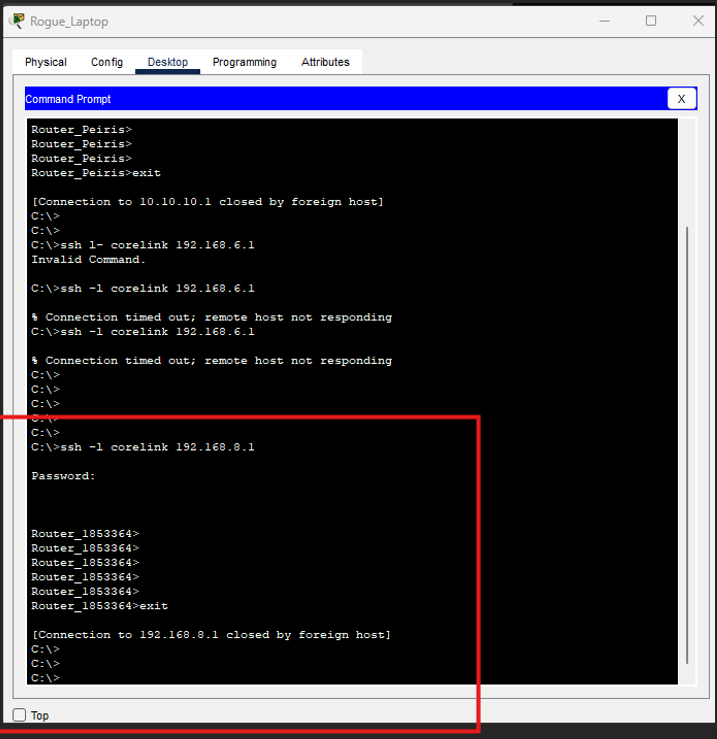 Rogue_Laptop
Physical Config Desktop Programming Attributes
Command Prompt X
Router_Peiris>
Router_Peiris>
Router_Peiris>
Router_Peiris>exit
[Connection to 10.10.10.1 closed by foreign host]
C:\>
C:\>
C:\>ssh l- corelink 192.168.6.1
Invalid Command.
C:\>ssh -l corelink 192.168.6.1
% Connection timed out; remote host not responding
C:\>ssh -l corelink 192.168.6.1
% Connection timed out; remote host not responding
C:\>
C:\>
C:\>
C:\>
C:\>
C:\>ssh -l corelink 192.168.8.1
Password:
Router_1853364>
Router_1853364>
Router_1853364>
Router_1853364>
Router_1853364>
Router_1853364>exit
[Connection to 192.168.8.1 closed by foreign host]
C:\>
C:\>
C:\>
Top